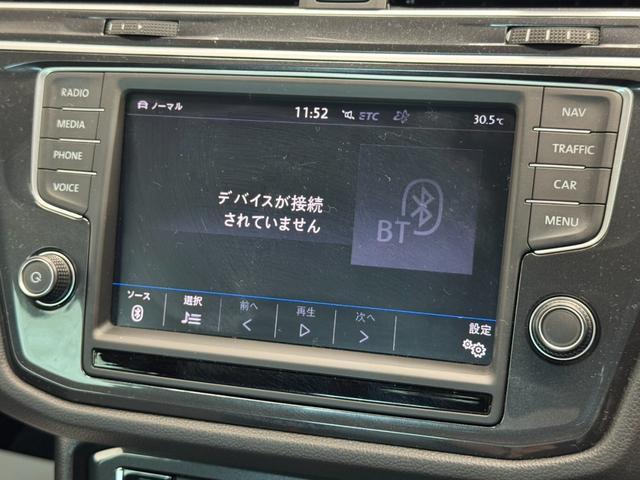 RADIO
MEDIA
PHONE
VOICE
ノーマル
11:52
ETC
30.5℃
デバイスが接続
されていません
BT
ソース
選択
前へ
再生
次へ
設定
NAV
TRAFFIC
CAR
MENU